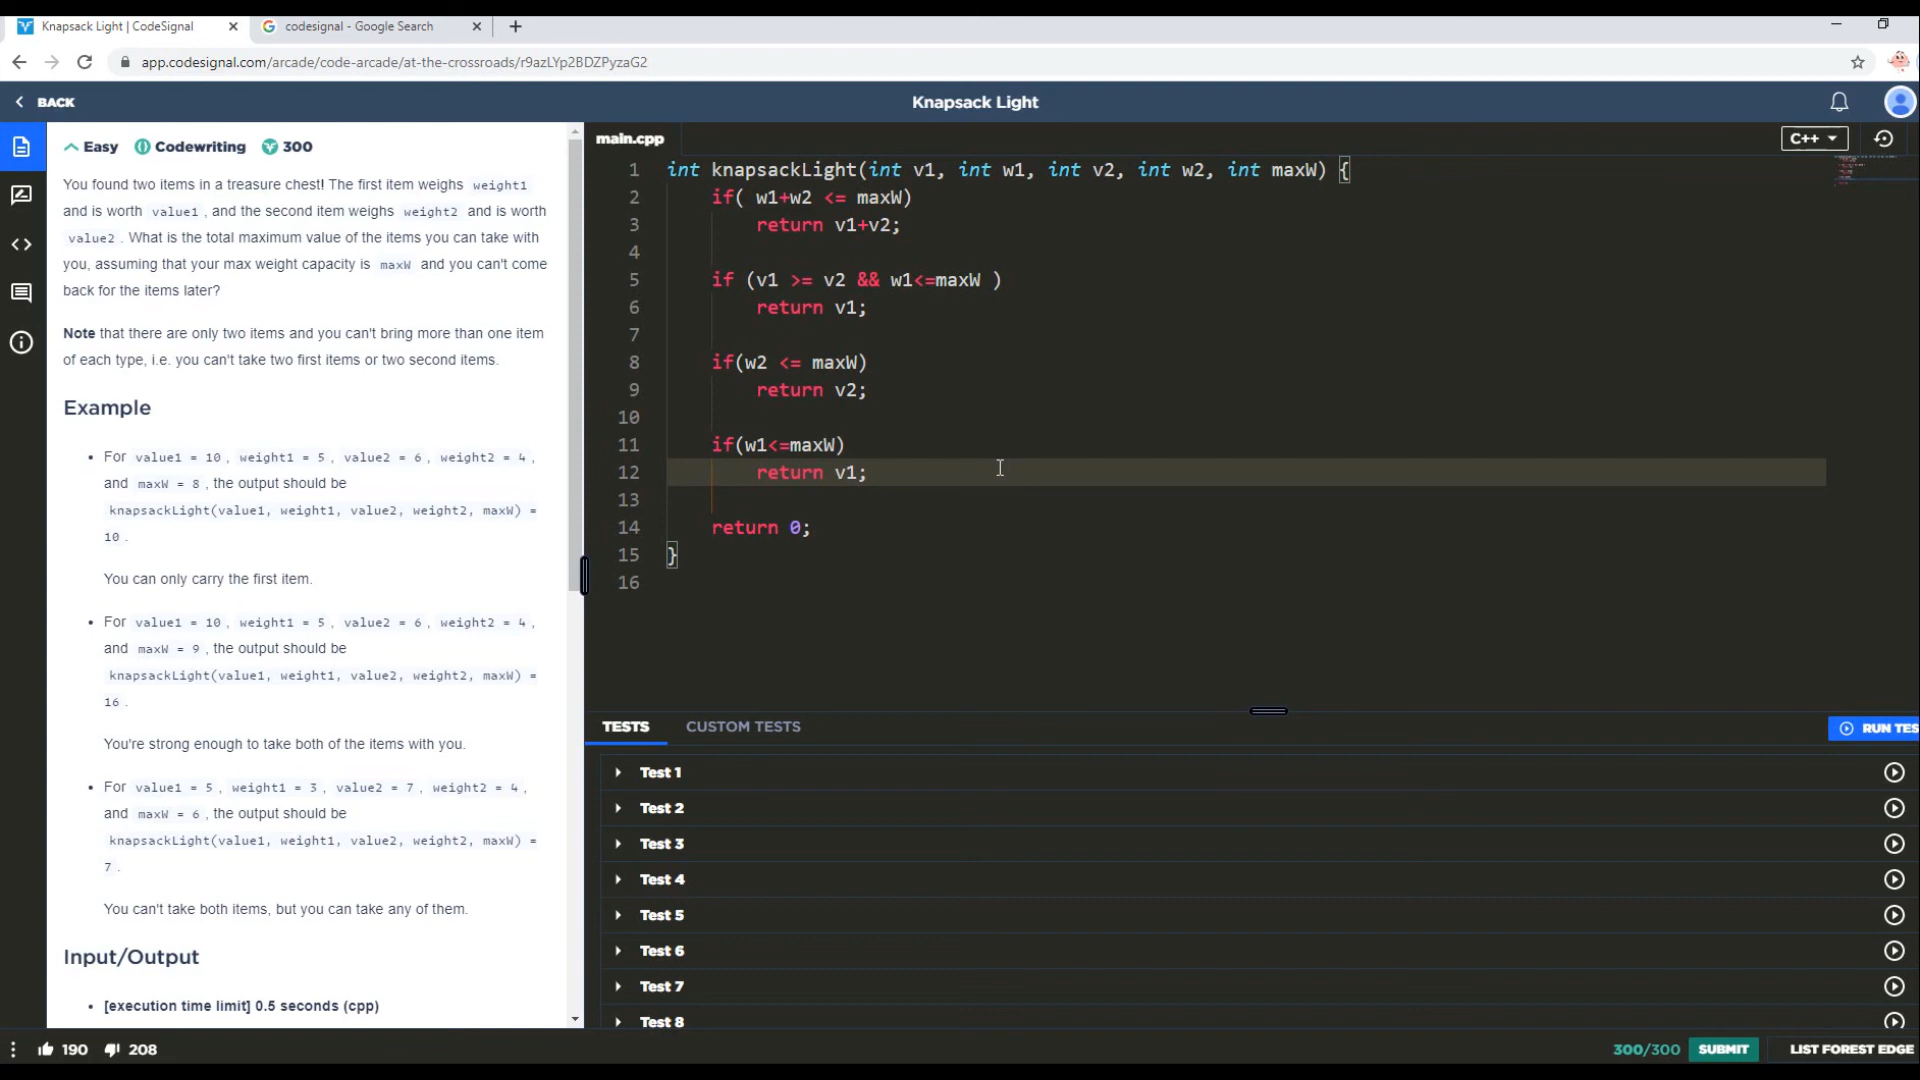 Knapsack Light | CodeSignal
codesignal - Google Search
app.codesignal.com/arcade/code-arcade/at-the-crossroads/r9azLYp2BDZPyzaG2
BACK
Knapsack Light
Easy Codewriting 300
You found two items in a treasure chest! The first item weighs weight1
and is worth value1 , and the second item weighs weight2 and is worth
value2 . What is the total maximum value of the items you can take with
you, assuming that your max weight capacity is maxW and you can't come
back for the items later?
Note that there are only two items and you can't bring more than one item
of each type, i.e. you can't take two first items or two second items.
Example
• For value1 = 10 , weight1 = 5 , value2 = 6 , weight2 = 4 ,
and maxW = 8 , the output should be
knapsackLight(value1, weight1, value2, weight2, maxW) =
10 .
You can only carry the first item.
• For value1 = 10 , weight1 = 5 , value2 = 6 , weight2 = 4 ,
and maxW = 9 , the output should be
knapsackLight(value1, weight1, value2, weight2, maxW) =
16 .
You're strong enough to take both of the items with you.
• For value1 = 5 , weight1 = 3 , value2 = 7 , weight2 = 4 ,
and maxW = 6 , the output should be
knapsackLight(value1, weight1, value2, weight2, maxW) =
7 .
You can't take both items, but you can take any of them.
Input/Output
• [execution time limit] 0.5 seconds (cpp)
190 208
main.cpp
C++
1 int knapsackLight(int v1, int w1, int v2, int w2, int maxW) {
2 if( w1+w2 <= maxW)
3 return v1+v2;
4
5 if (v1 >= v2 && w1<=maxW )
6 return v1;
7
8 if(w2 <= maxW)
9 return v2;
10
11 if(w1<=maxW)
12 return v1;
13
14 return 0;
15 }
16
TESTS CUSTOM TESTS
RUN TES
Test 1
Test 2
Test 3
Test 4
Test 5
Test 6
Test 7
Test 8
300/300 SUBMIT LIST FOREST EDGE